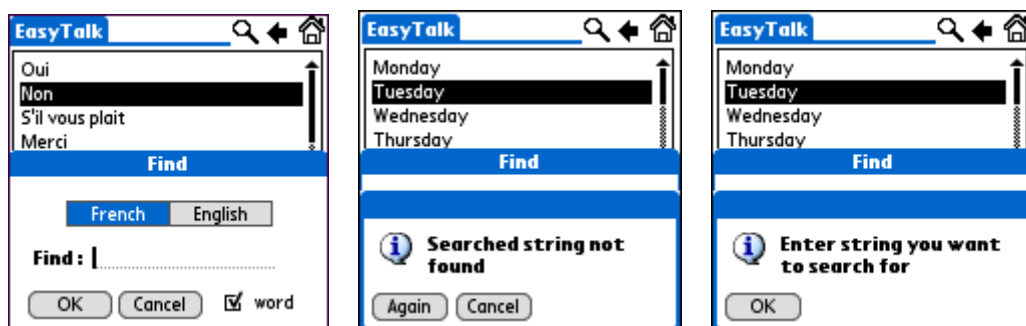 EasyTalk
Oui
Non
S'il vous plait
Merci
Find
French English
Find :
OK Cancel word
EasyTalk
Monday
Tuesday
Wednesday
Thursday
Find
Searched string not
found
Again Cancel
EasyTalk
Monday
Tuesday
Wednesday
Thursday
Find
Enter string you want
to search for
OK